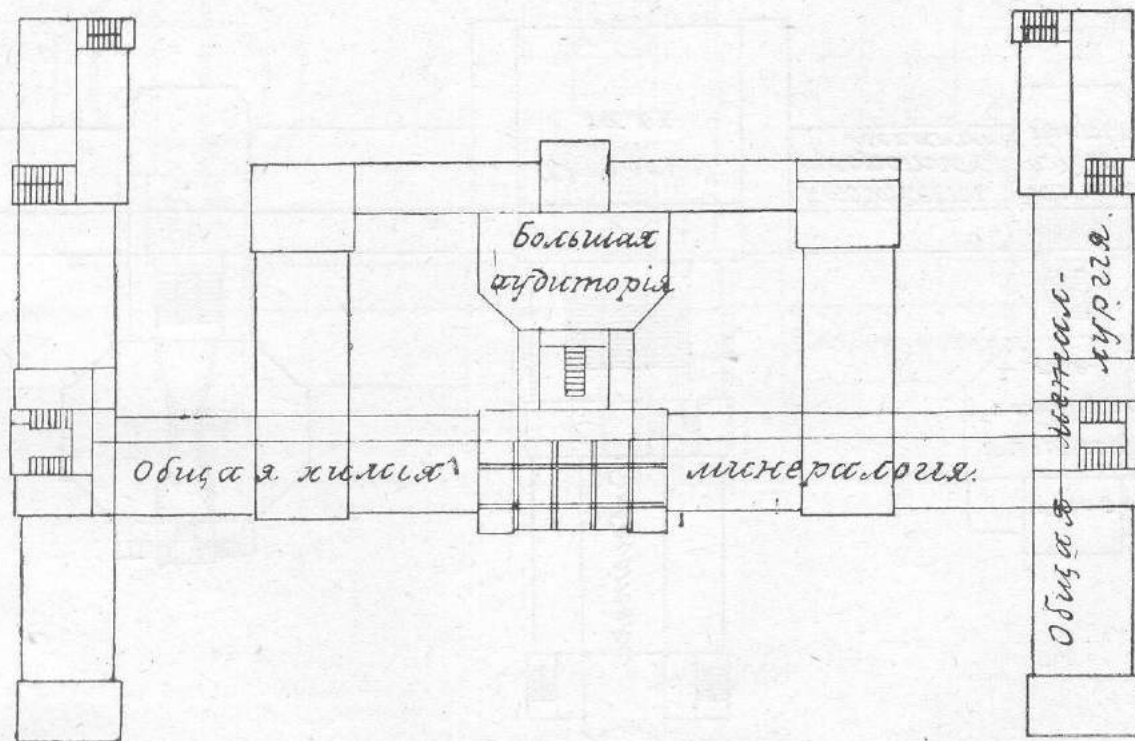 Большая
аудиторія
Общая химія
минералогія.
Общая метал-
лургія.